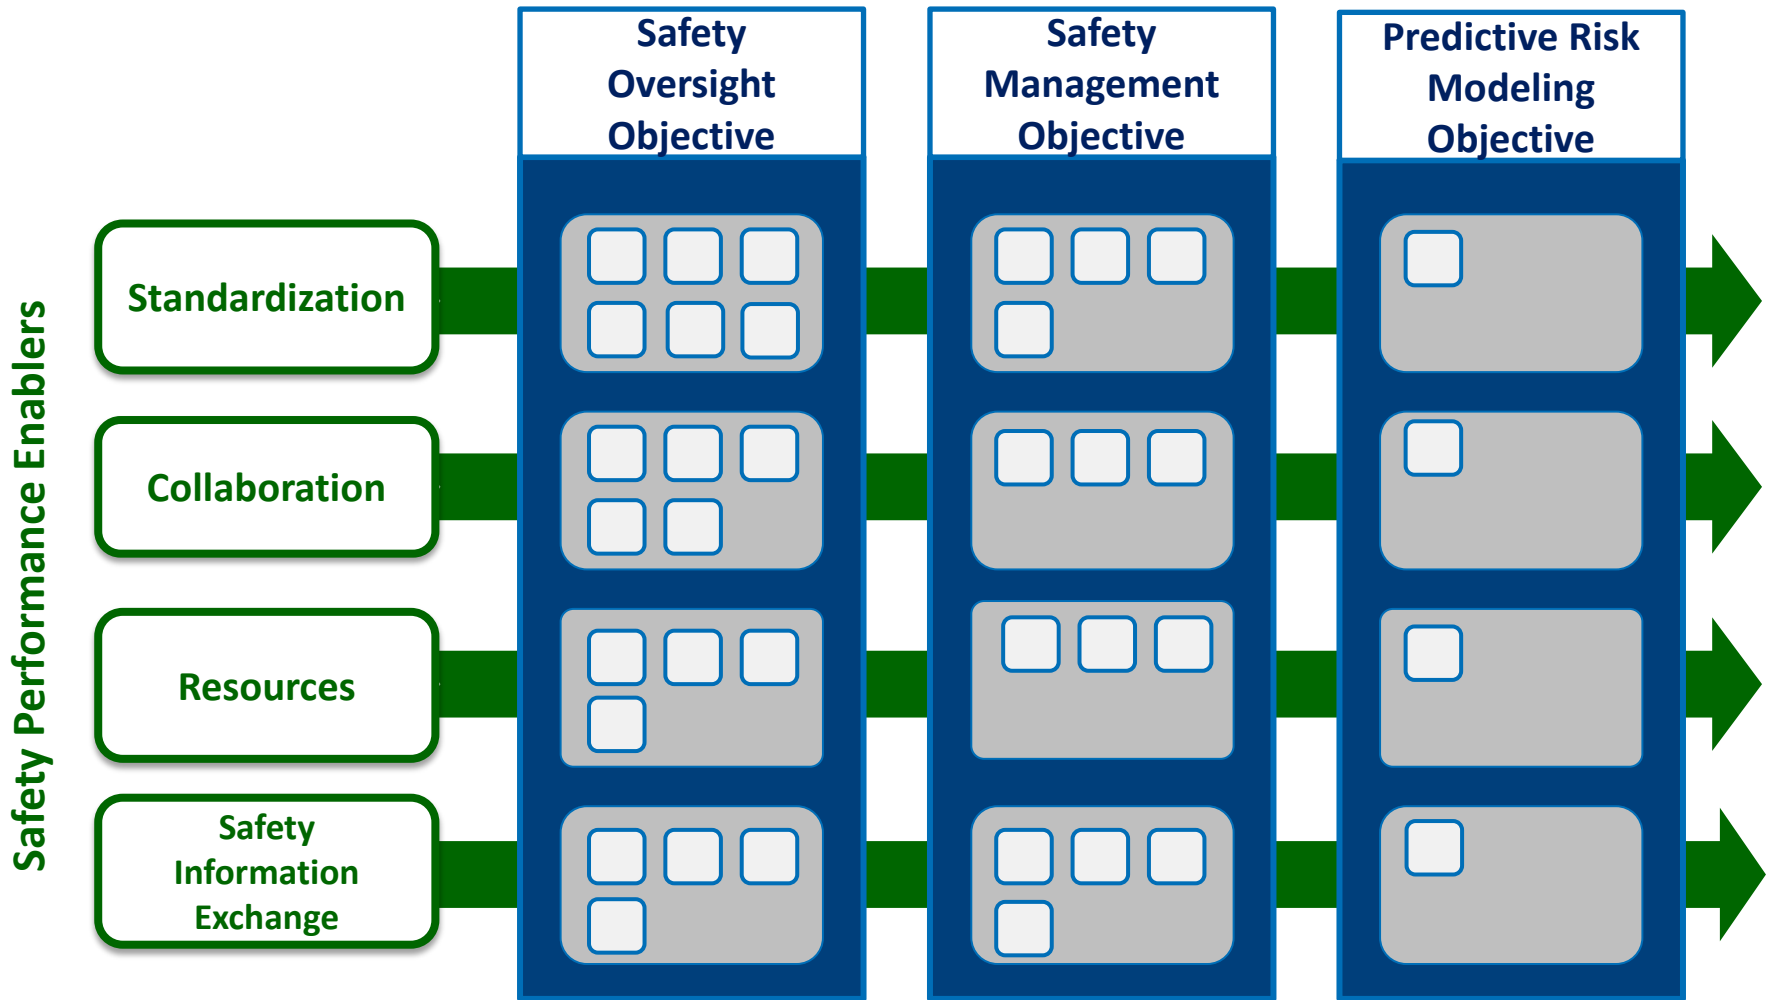 Safety
Oversight
Objective
Safety
Management
Objective
Predictive Risk
Modeling
Objective
Safety Performance Enablers
Standardization
Collaboration
Resources
Safety
Information
Exchange